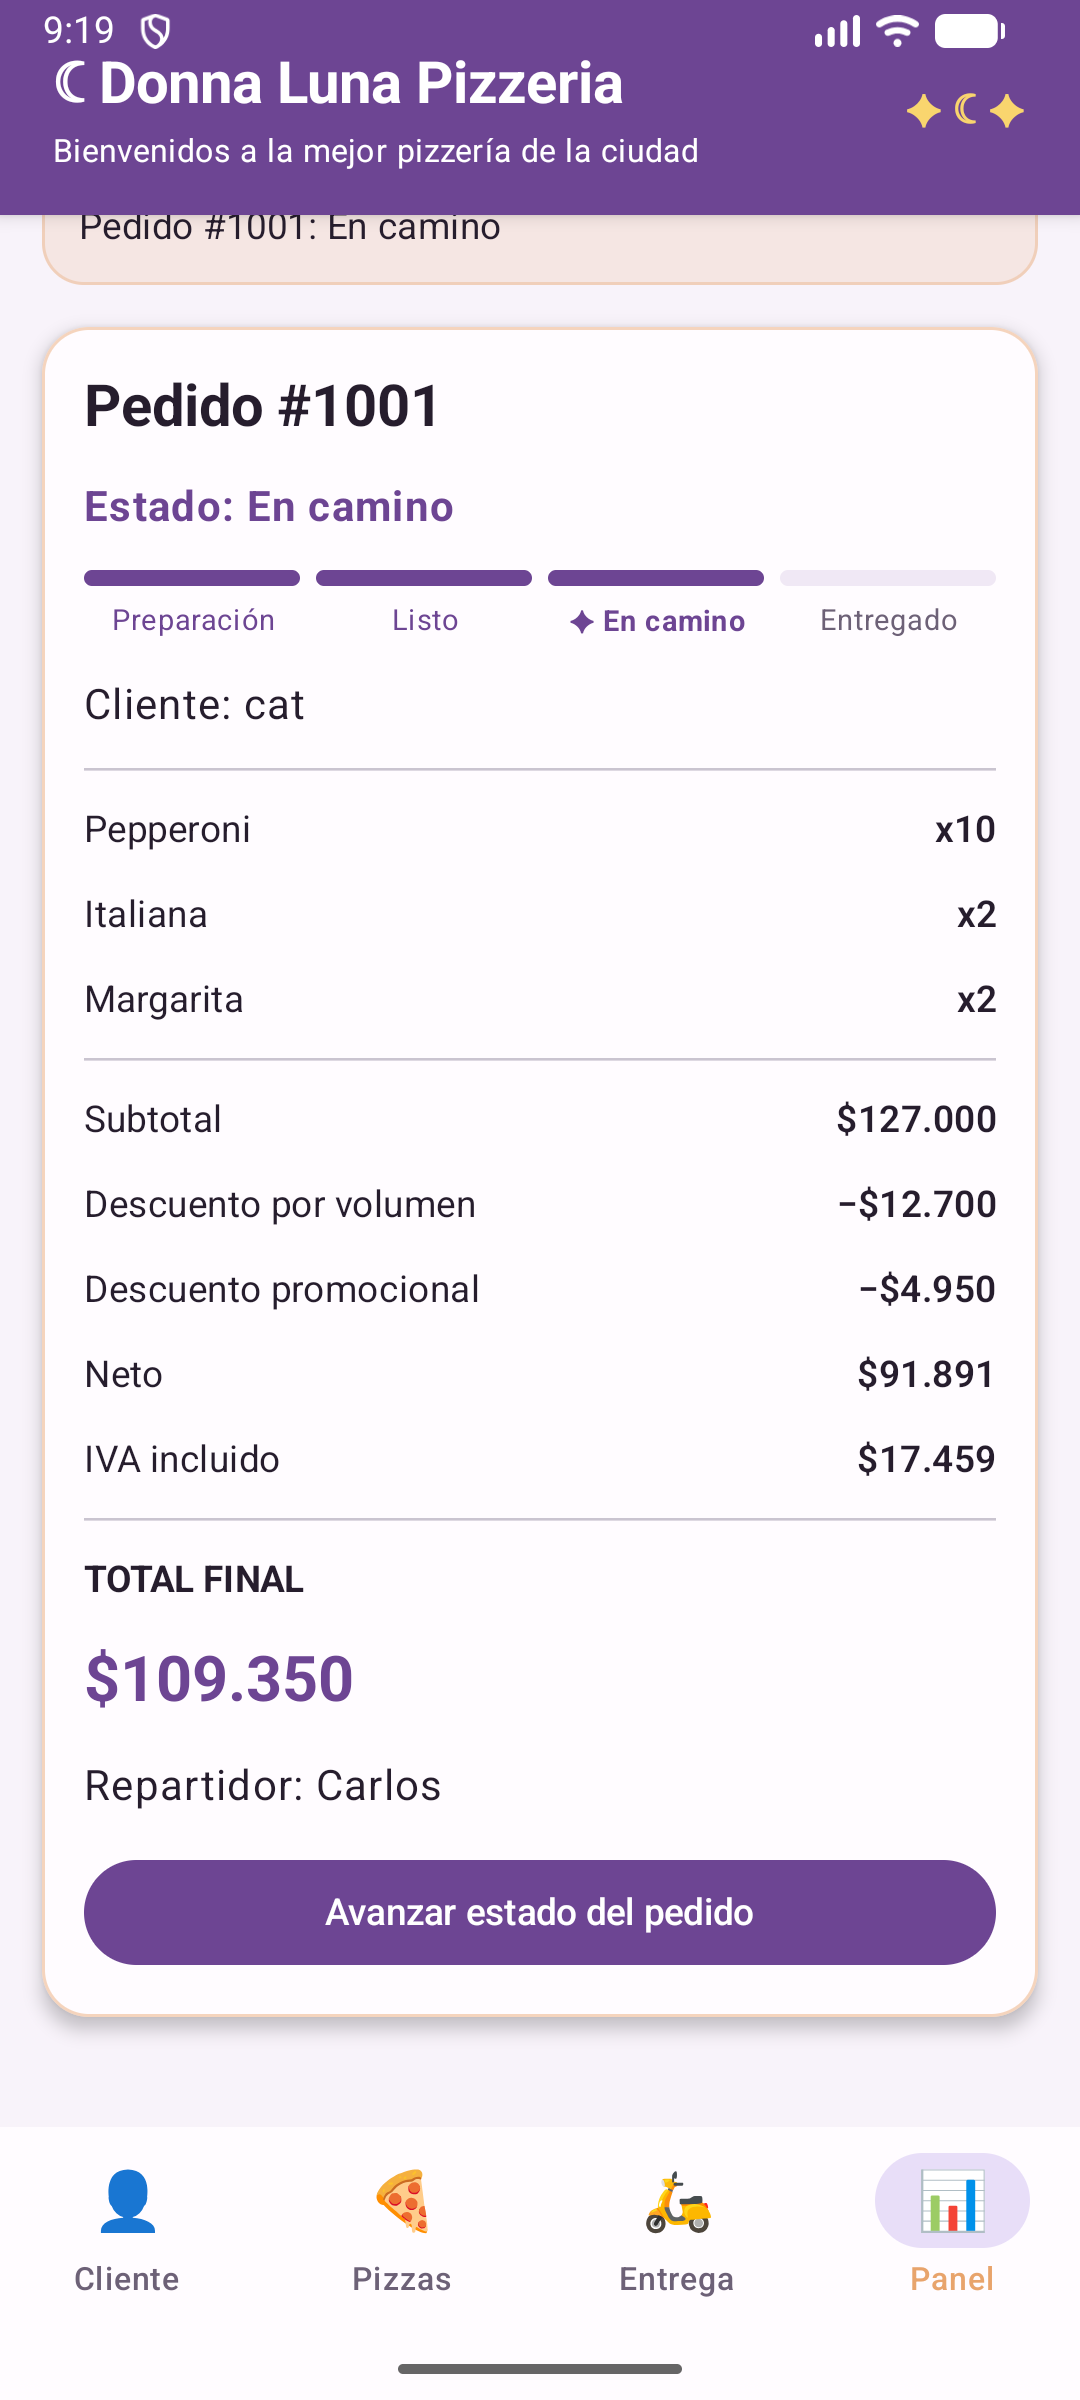 9:19
Donna Luna Pizzeria
Bienvenidos a la mejor pizzería de la ciudad
Pedido #1001: En camino
Pedido #1001
Estado: En camino
Preparación Listo ✦ En camino Entregado
Cliente: cat
Pepperoni x10
Italiana x2
Margarita x2
Subtotal $127.000
Descuento por volumen −$12.700
Descuento promocional −$4.950
Neto $91.891
IVA incluido $17.459
TOTAL FINAL
$109.350
Repartidor: Carlos
Avanzar estado del pedido
Cliente Pizzas Entrega Panel